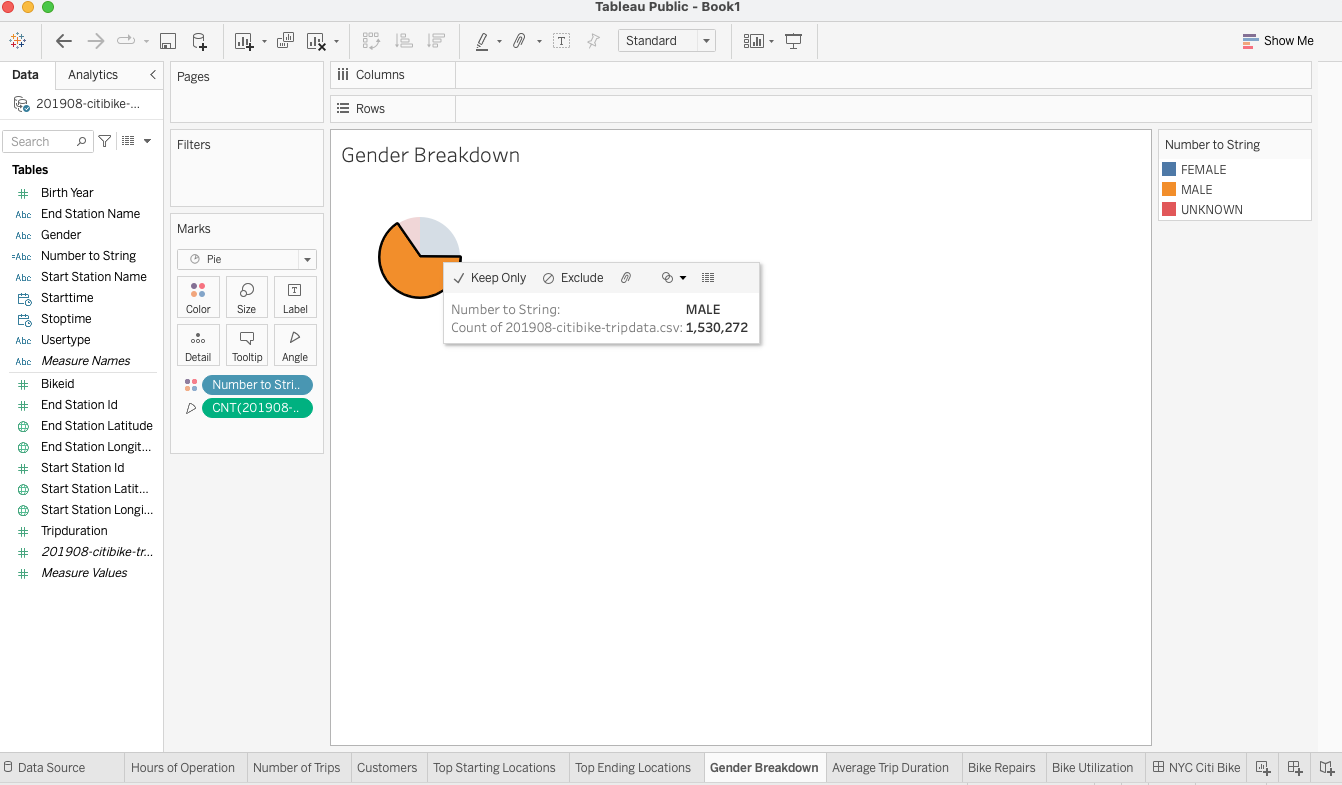 Tableau Public - Book1
Standard
Show Me
Data
Analytics
201908-citibike-...
Search
Tables
Birth Year
Abc End Station Name
Abc Gender
=Abc Number to String
Abc Start Station Name
Starttime
Stoptime
Abc Usertype
Abc Measure Names
Bikeid
End Station Id
End Station Latitude
End Station Longit...
Start Station Id
Start Station Latit...
Start Station Longi...
Tripduration
201908-citibike-tr...
Measure Values
Pages
Filters
Marks
Pie
Color
Size
Label
Detail
Tooltip
Angle
Number to Stri..
CNT(201908-..
Columns
Rows
Gender Breakdown
Keep Only
Exclude
Number to String: MALE
Count of 201908-citibike-tripdata.csv: 1,530,272
Number to String
FEMALE
MALE
UNKNOWN
Data Source
Hours of Operation
Number of Trips
Customers
Top Starting Locations
Top Ending Locations
Gender Breakdown
Average Trip Duration
Bike Repairs
Bike Utilization
NYC Citi Bike